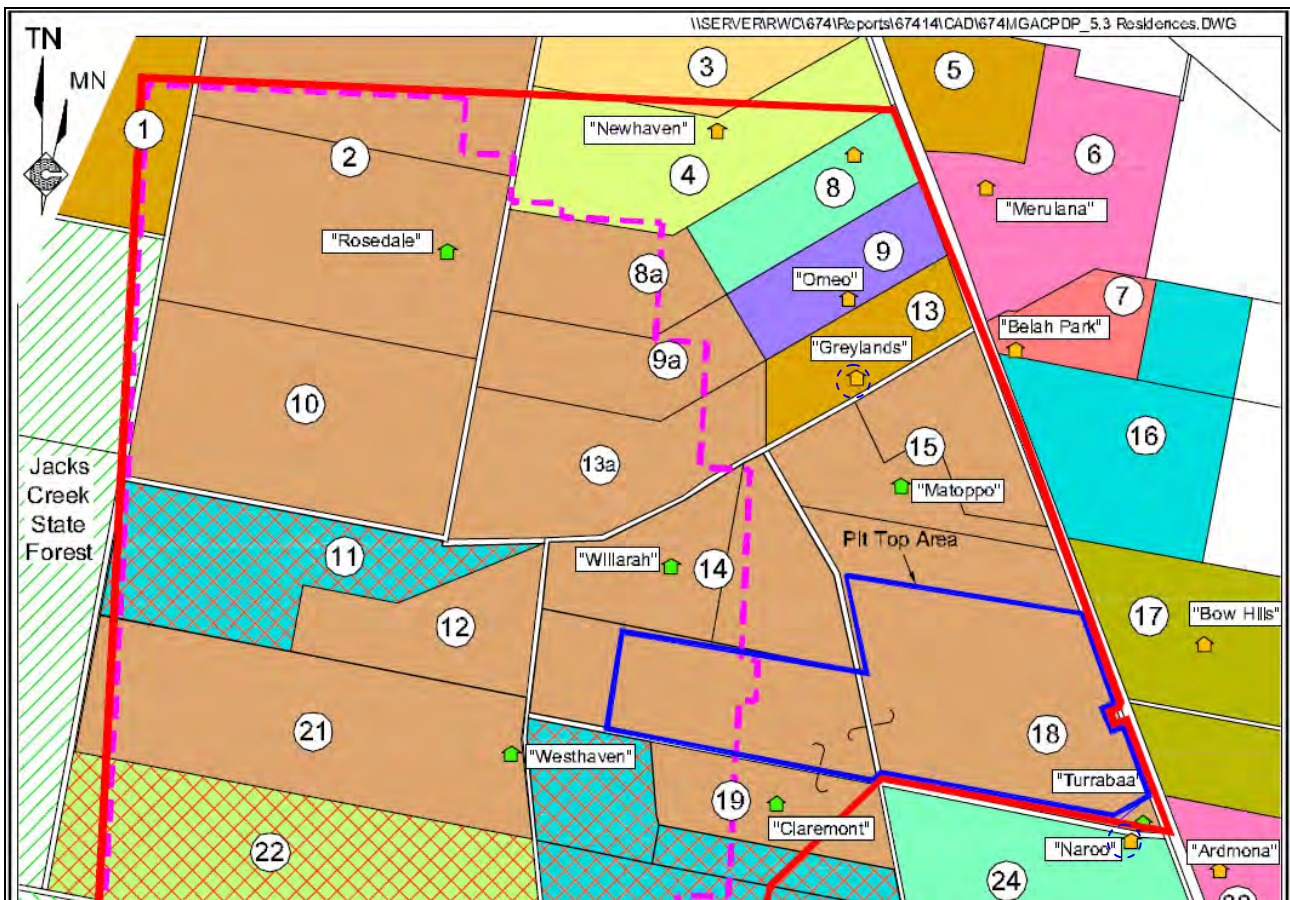 \\SERVER\RWC\674\Reports\67414\CAD\674MGACPDP_5.3 Residences.DWG
TN
MN
3
5
1
"Newhaven"
2
6
4
8
"Merulana"
"Rosedale"
9
8a
"Omeo"
13
7
"Belah Park"
"Greylands"
9a
10
16
15
13a
Jacks
Creek
State
Forest
"Matoppo"
Pit Top Area
11
"Willarah"
14
17
12
"Bow Hills"
21
18
"Westhaven"
"Turrabaa"
19
"Claremont"
22
"Naroo"
"Ardmona"
24